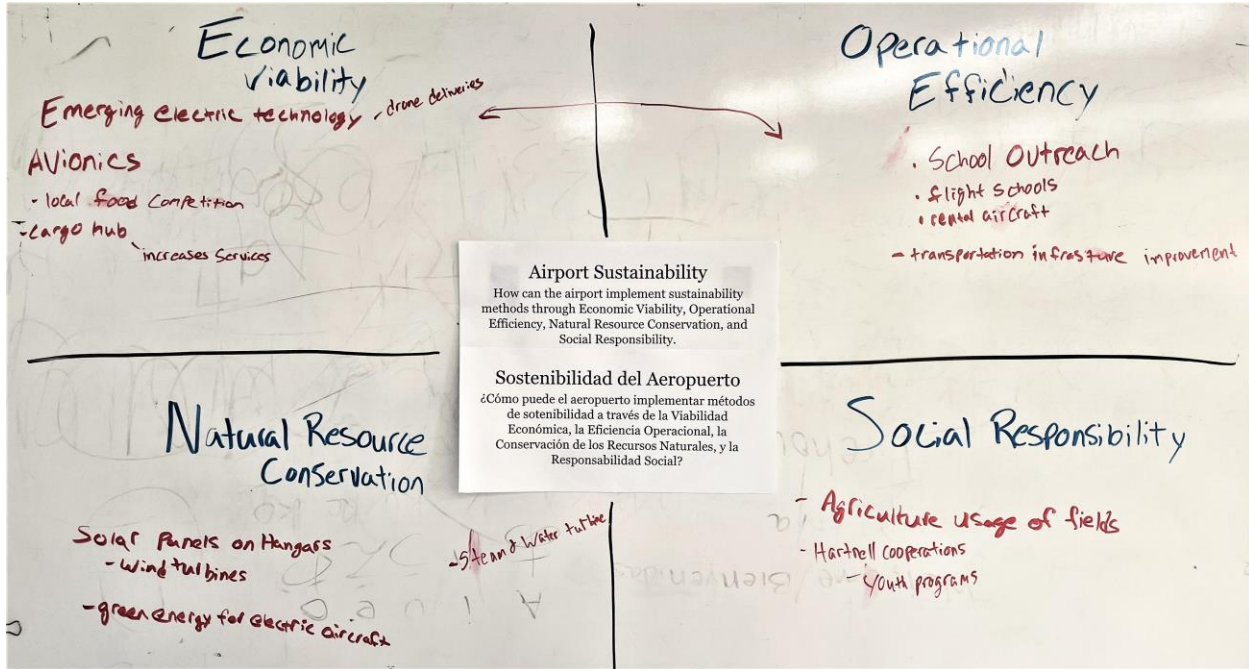 Economic
Viability
Emerging electric technology - drone deliveries
Avionics
- local food competition
- cargo hub
increases services
Operational
Efficiency
• School Outreach
• flight schools
• rental aircraft
- transportation infrasture improvement
Airport Sustainability
How can the airport implement sustainability
methods through Economic Viability, Operational
Efficiency, Natural Resource Conservation, and
Social Responsibility.
Sostenibilidad del Aeropuerto
¿Cómo puede el aeropuerto implementar métodos
de sotenibilidad a través de la Viabilidad
Económica, la Eficiencia Operacional, la
Conservación de los Recursos Naturales, y la
Responsabilidad Social?
Natural Resource
Conservation
Solar Panels on Hangars
- Wind turbines
- green energy for electric aircraft
- Steam & Water turbine
Social Responsibility
- Agriculture usage of fields
- Hartnell cooperations
- Youth programs